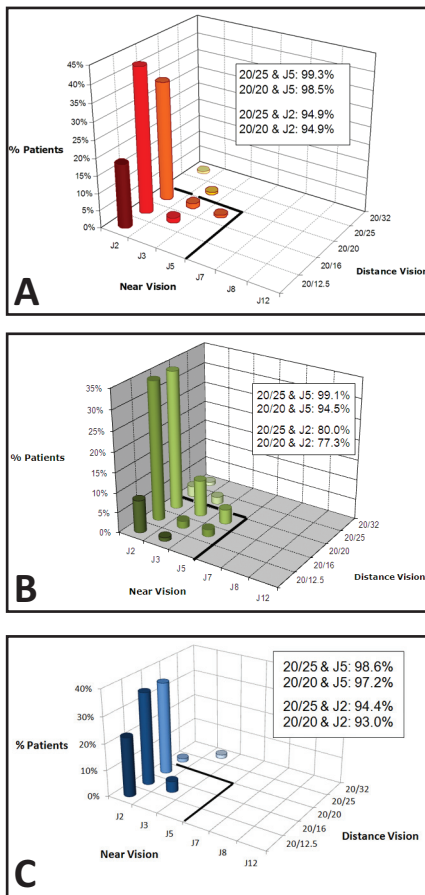 45%
40%
35%
30%
25%
20%
15%
10%
5%
0%
% Patients
20/25 & J5: 99.3%
20/20 & J5: 98.5%
20/25 & J2: 94.9%
20/20 & J2: 94.9%
J2
J3
J5
J7
J8
J12
Near Vision
20/12.5
20/16
20/20
20/25
20/32
Distance Vision
A
35%
30%
25%
20%
15%
10%
5%
0%
% Patients
20/25 & J5: 99.1%
20/20 & J5: 94.5%
20/25 & J2: 80.0%
20/20 & J2: 77.3%
J2
J3
J5
J7
J8
J12
Near Vision
20/12.5
20/16
20/20
20/25
20/32
Distance Vision
B
40%
30%
20%
10%
0%
% Patients
20/25 & J5: 98.6%
20/20 & J5: 97.2%
20/25 & J2: 94.4%
20/20 & J2: 93.0%
J2
J3
J5
J7
J8
J12
Near Vision
20/12.5
20/16
20/20
20/25
20/32
Distance Vision
C